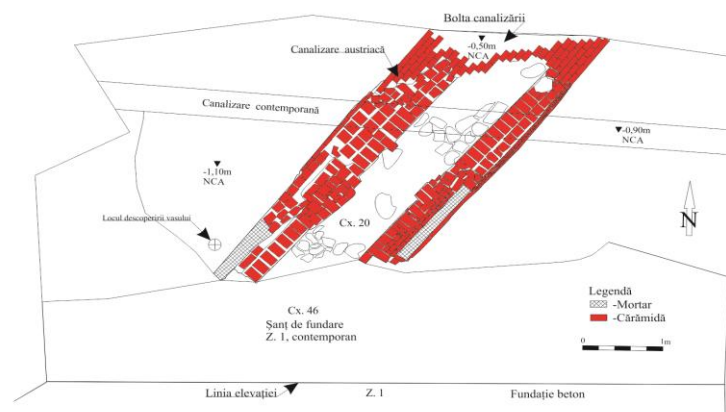 Bolta canalizării
-0,50m
NCA
Canalizare austriacă
Canalizare contemporană
-0,90m
NCA
-1,10m
NCA
Locul descoperirii vasului
Cx. 20
N
Cx. 46
Șanț de fundare
Z. 1, contemporan
Legendă
-Mortar
-Cărămidă
0 1m
Linia elevației
Z. 1
Fundație beton